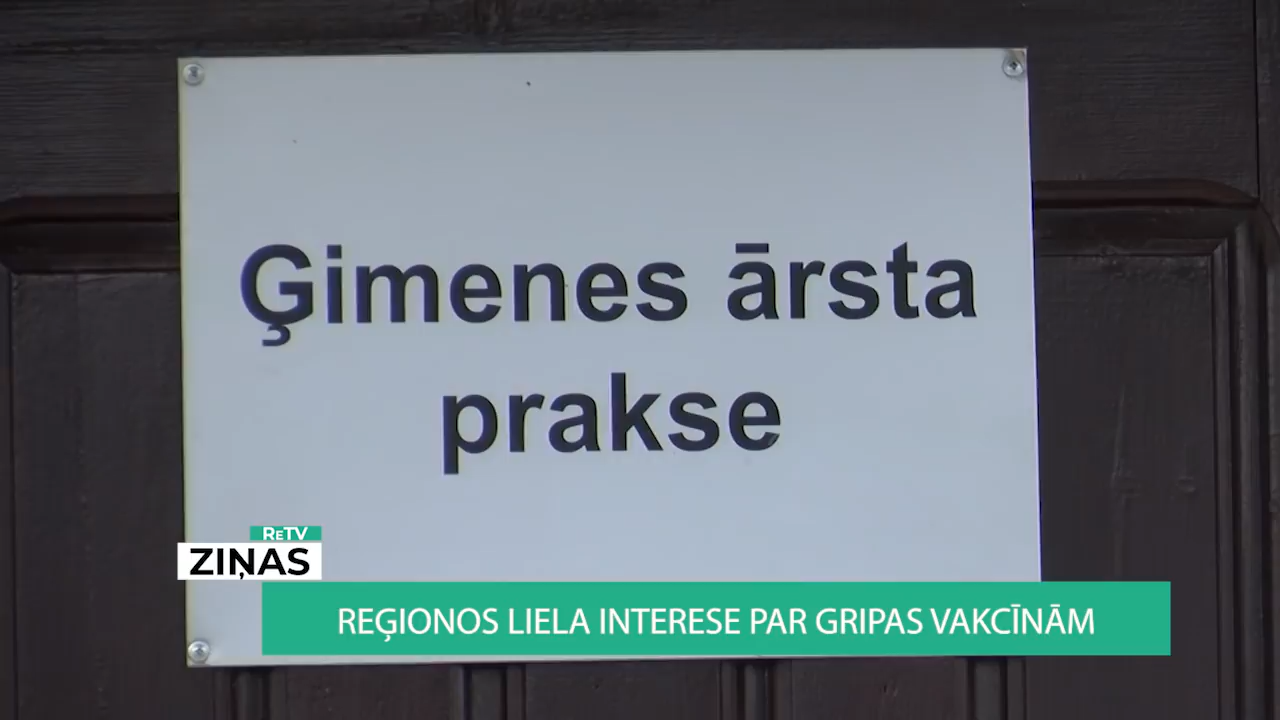 Ģimenes ārsta
prakse
ReTV
ZIŅAS
REĢIONOS LIELA INTERESE PAR GRIPAS VAKCĪNĀM